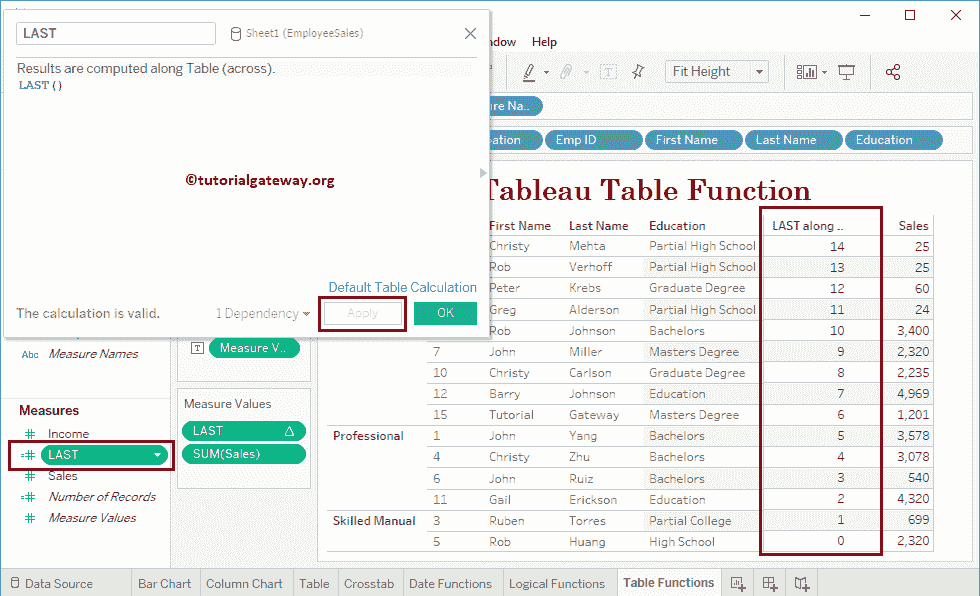 LAST
Sheet1 (EmployeeSales)
Results are computed along Table (across).
LAST()
©tutorialgateway.org
Default Table Calculation
The calculation is valid.
1 Dependency
Apply
OK
ndow Help
Fit Height
ure Na..
ation Emp ID First Name Last Name Education
Tableau Table Function
First Name Last Name Education LAST along .. Sales
Christy Mehta Partial High School 14 25
Rob Verhoff Partial High School 13 25
Peter Krebs Graduate Degree 12 60
Greg Alderson Partial High School 11 24
Rob Johnson Bachelors 10 3,400
7 John Miller Masters Degree 9 2,320
10 Christy Carlson Graduate Degree 8 2,235
12 Barry Johnson Education 7 4,969
15 Tutorial Gateway Masters Degree 6 1,201
Professional 1 John Yang Bachelors 5 3,578
4 Christy Zhu Bachelors 4 3,078
6 John Ruiz Bachelors 3 540
11 Gail Erickson Education 2 4,320
Skilled Manual 3 Ruben Torres Partial College 1 699
5 Rob Huang High School 0 2,320
Abc Measure Names
Measures
Income
LAST
Sales
Number of Records
Measure Values
T Measure V..
Measure Values
LAST
SUM(Sales)
Data Source Bar Chart Column Chart Table Crosstab Date Functions Logical Functions Table Functions